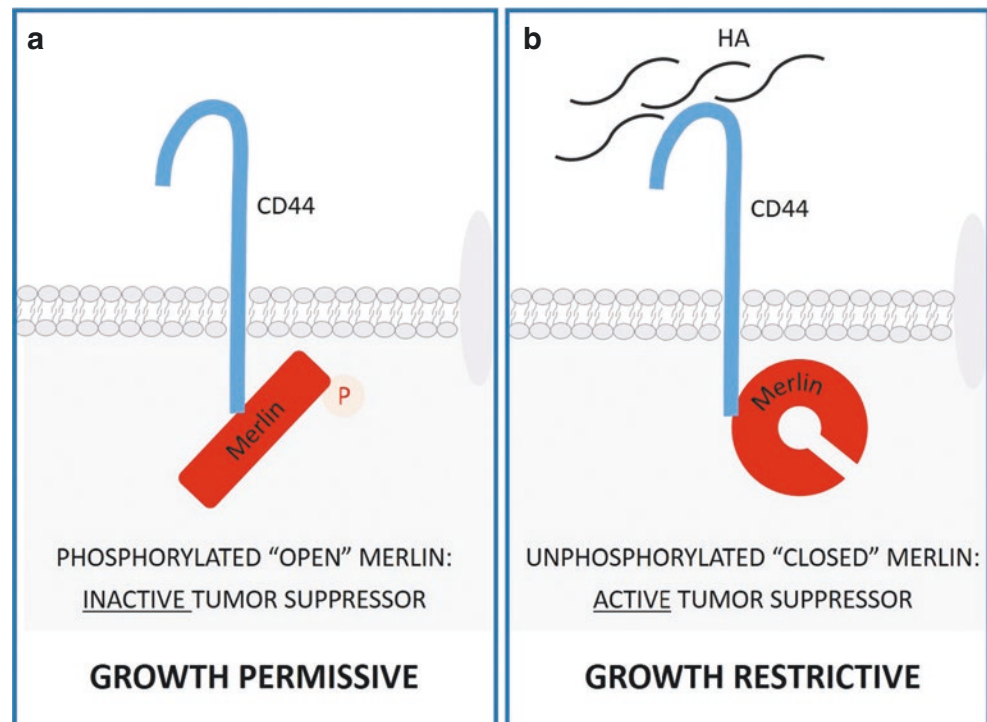 a
CD44
Merlin
P
PHOSPHORYLATED “OPEN” MERLIN:
INACTIVE TUMOR SUPPRESSOR
GROWTH PERMISSIVE
b
HA
CD44
Merlin
UNPHOSPHORYLATED “CLOSED” MERLIN:
ACTIVE TUMOR SUPPRESSOR
GROWTH RESTRICTIVE